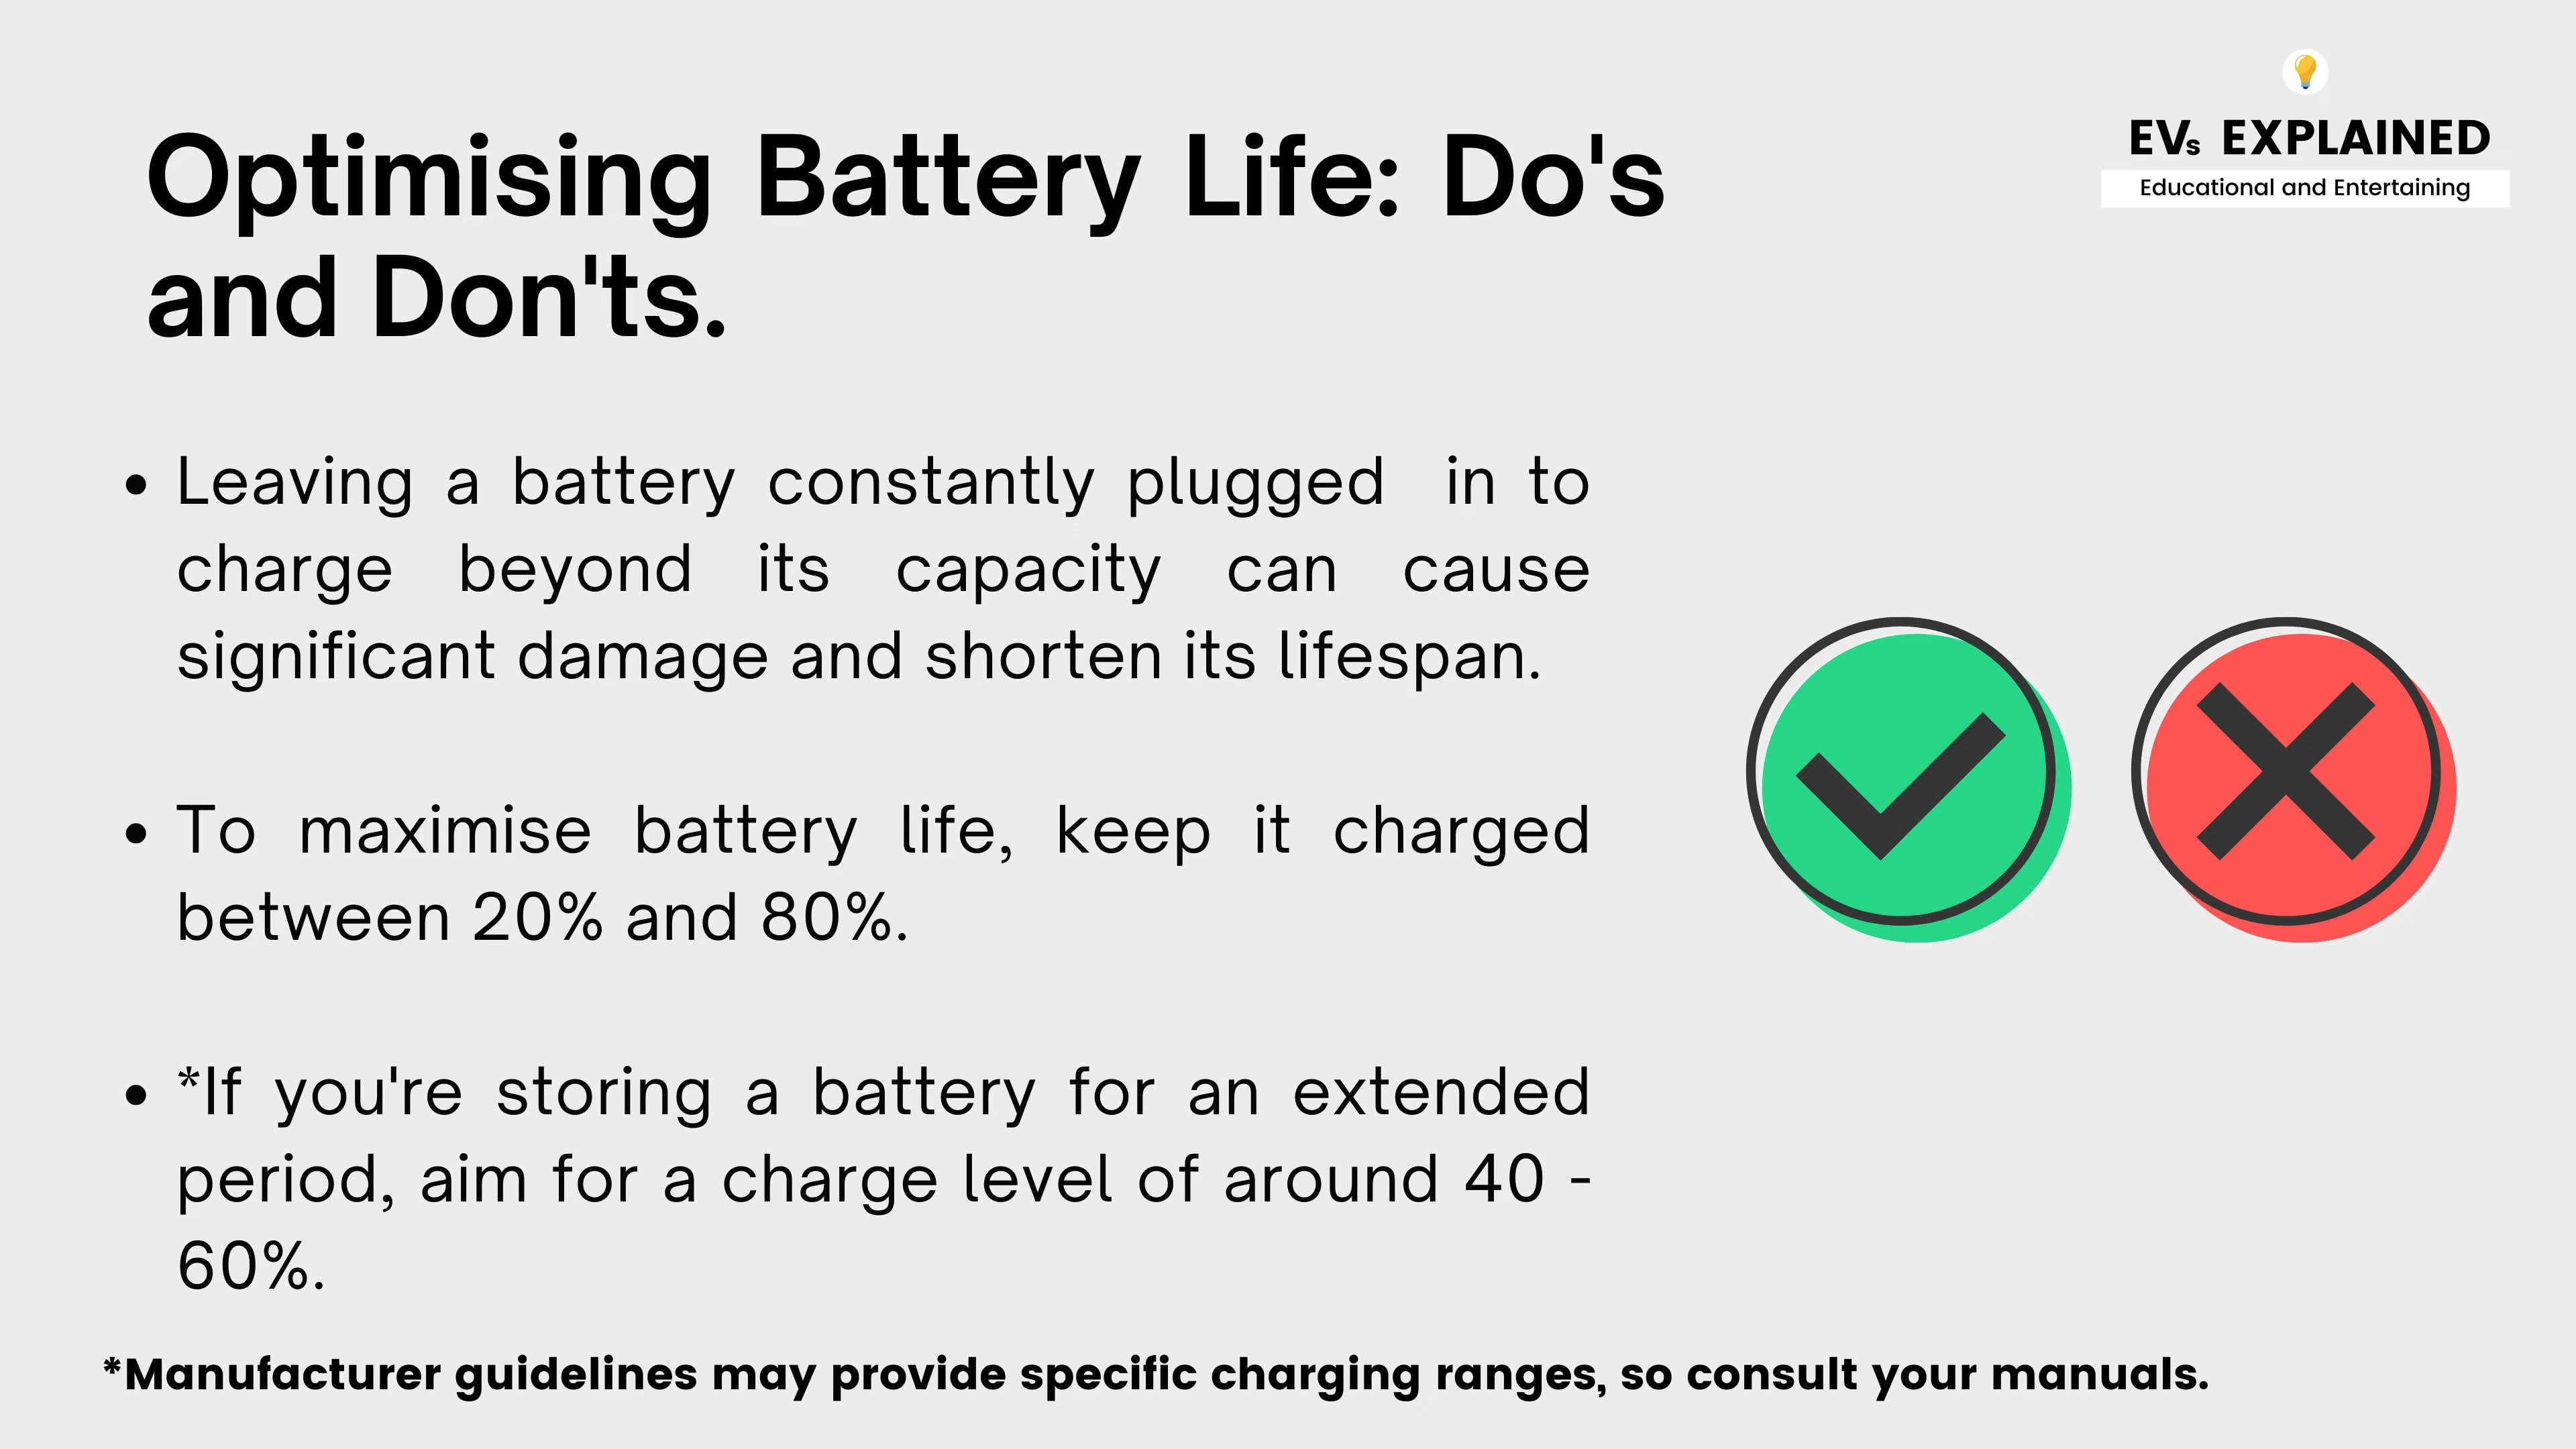 EVs EXPLAINED
Educational and Entertaining
Optimising Battery Life: Do's
and Don'ts.
• Leaving a battery constantly plugged in to
charge beyond its capacity can cause
significant damage and shorten its lifespan.
• To maximise battery life, keep it charged
between 20% and 80%.
• *If you're storing a battery for an extended
period, aim for a charge level of around 40 -
60%.
*Manufacturer guidelines may provide specific charging ranges, so consult your manuals.